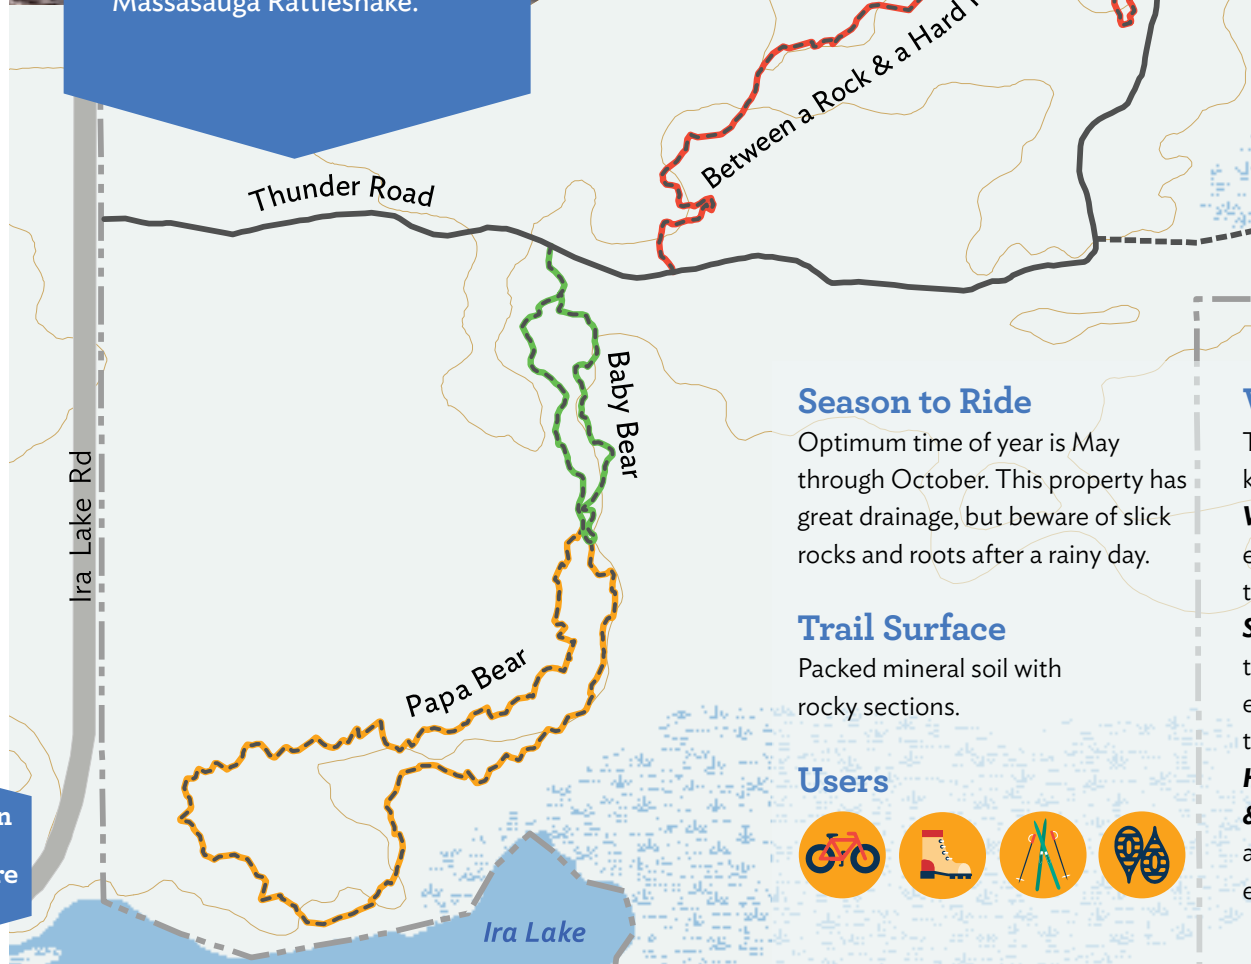 Massasauga Rattlesnake.
Between a Rock & a Hard
Thunder Road
Baby Bear
Ira Lake Rd
Papa Bear
Ira Lake
Season to Ride
Optimum time of year is May
through October. This property has
great drainage, but beware of slick
rocks and roots after a rainy day.
Trail Surface
Packed mineral soil with
rocky sections.
Users